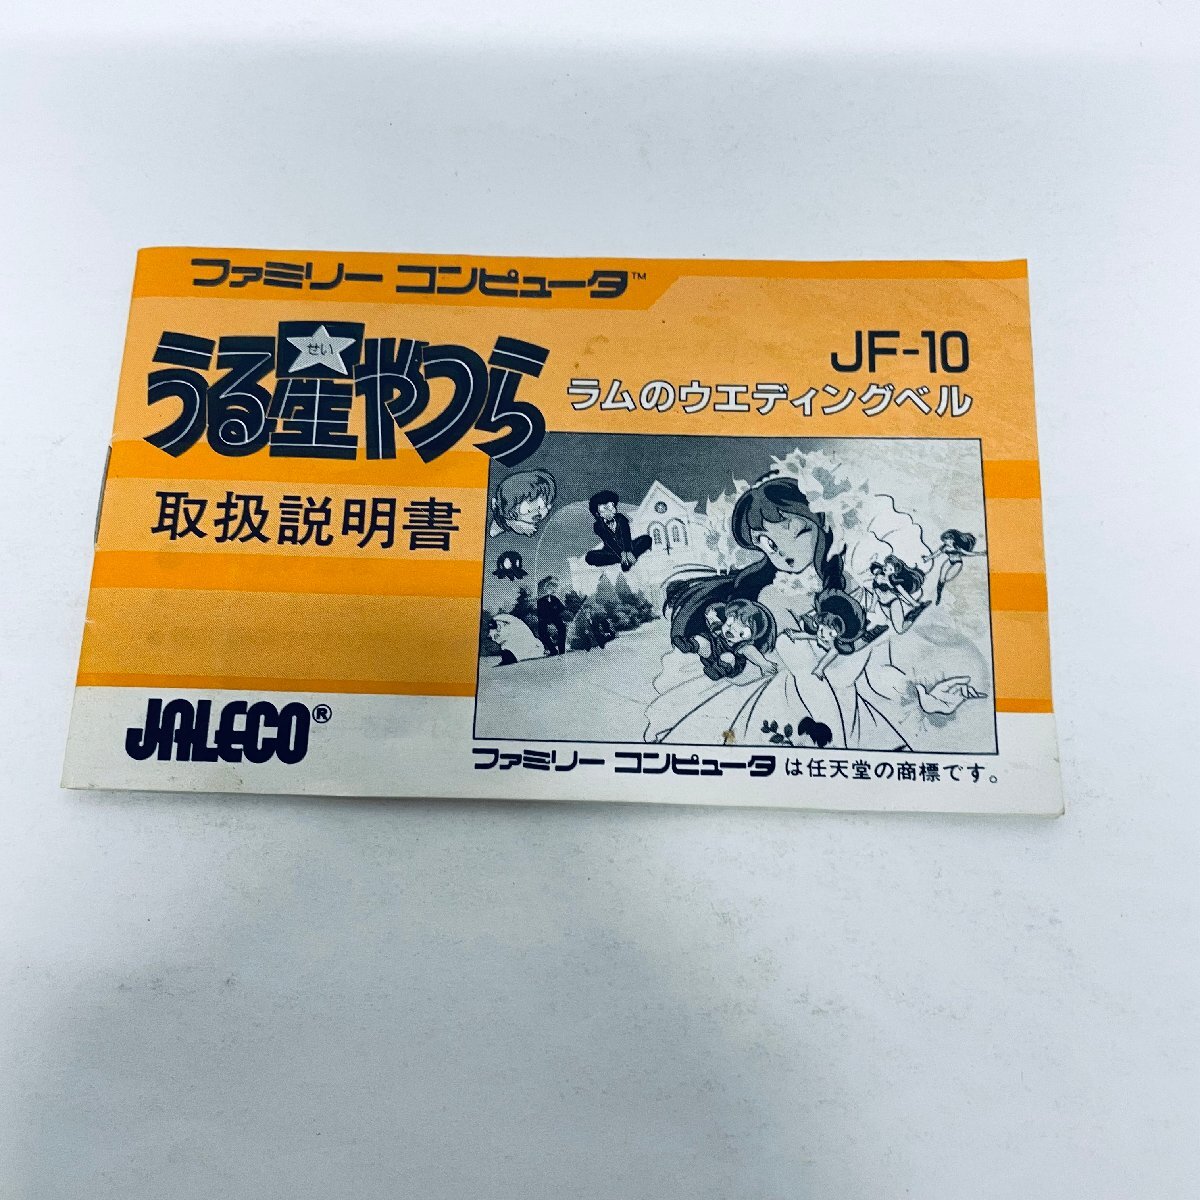 ファミリー コンピュータ™
うる星やつら
せい
JF-10
ラムのウエディングベル
取扱説明書
JALECO®
ファミリー コンピュータ は任天堂の商標です。